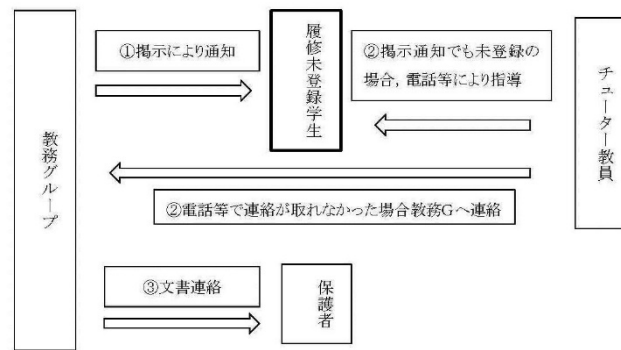 教務グループ
①掲示により通知
履修未登録学生
②掲示通知でも未登録の
場合，電話等により指導
チューター教員
②電話等で連絡が取れなかった場合教務Gへ連絡
③文書連絡
保護者